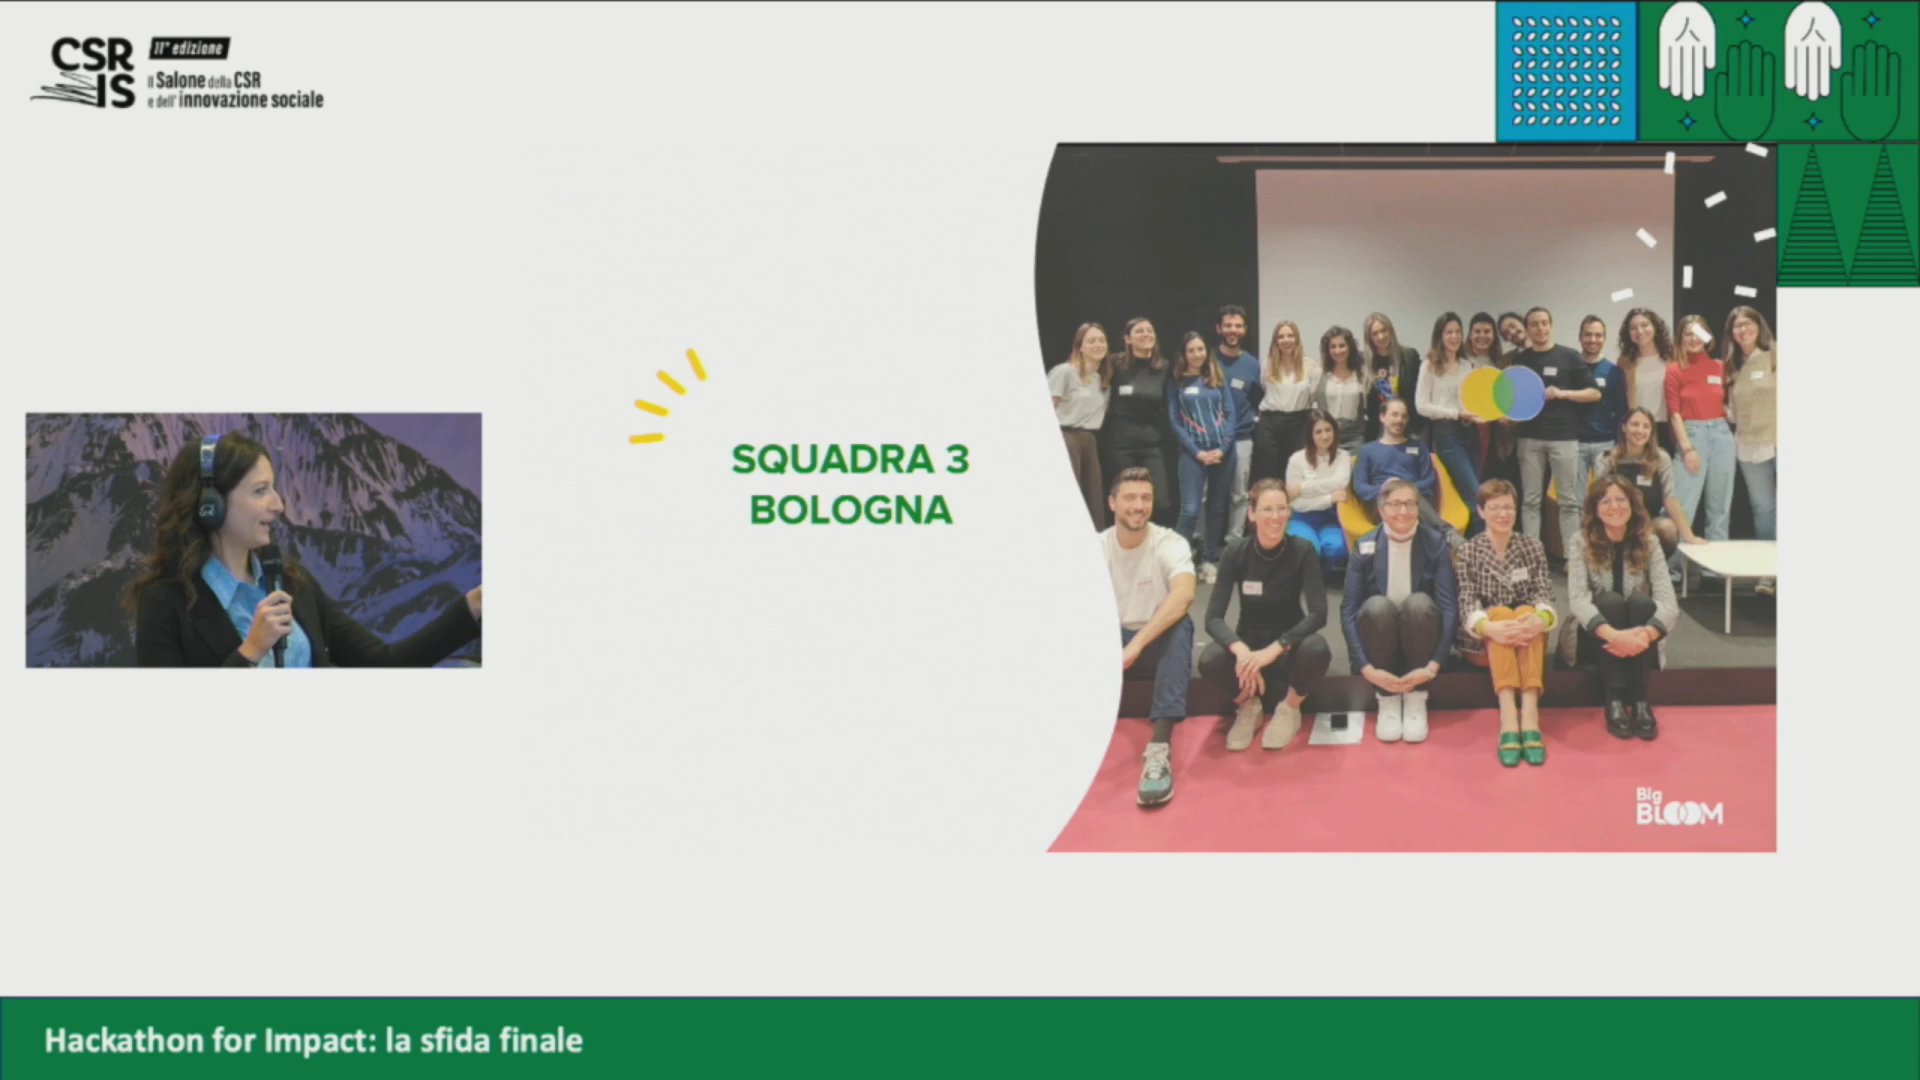 CSR
IS
11ª edizione
Il Salone della CSR
e dell'innovazione sociale
SQUADRA 3
BOLOGNA
Big
BLOOM
Hackathon for Impact: la sfida finale